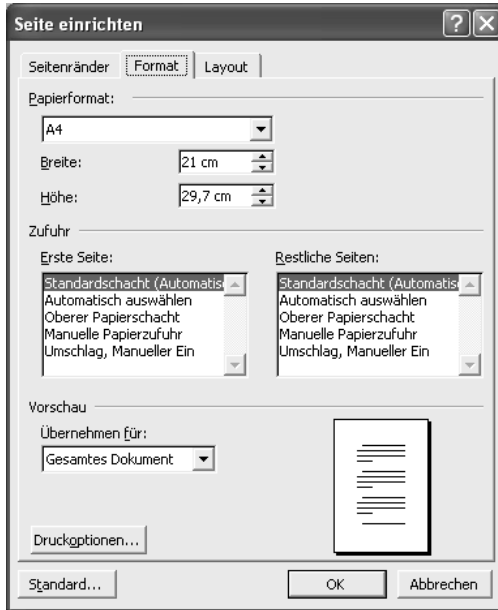 Seite einrichten
Seitenränder Format Layout
Papierformat:
A4
Breite: 21 cm
Höhe: 29,7 cm
Zufuhr
Erste Seite: Restliche Seiten:
Standardschacht (Automatis Standardschacht (Automatis
Automatisch auswählen Automatisch auswählen
Oberer Papierschacht Oberer Papierschacht
Manuelle Papierzufuhr Manuelle Papierzufuhr
Umschlag, Manueller Ein Umschlag, Manueller Ein
Vorschau
Übernehmen für:
Gesamtes Dokument
Druckoptionen...
Standard... OK Abbrechen